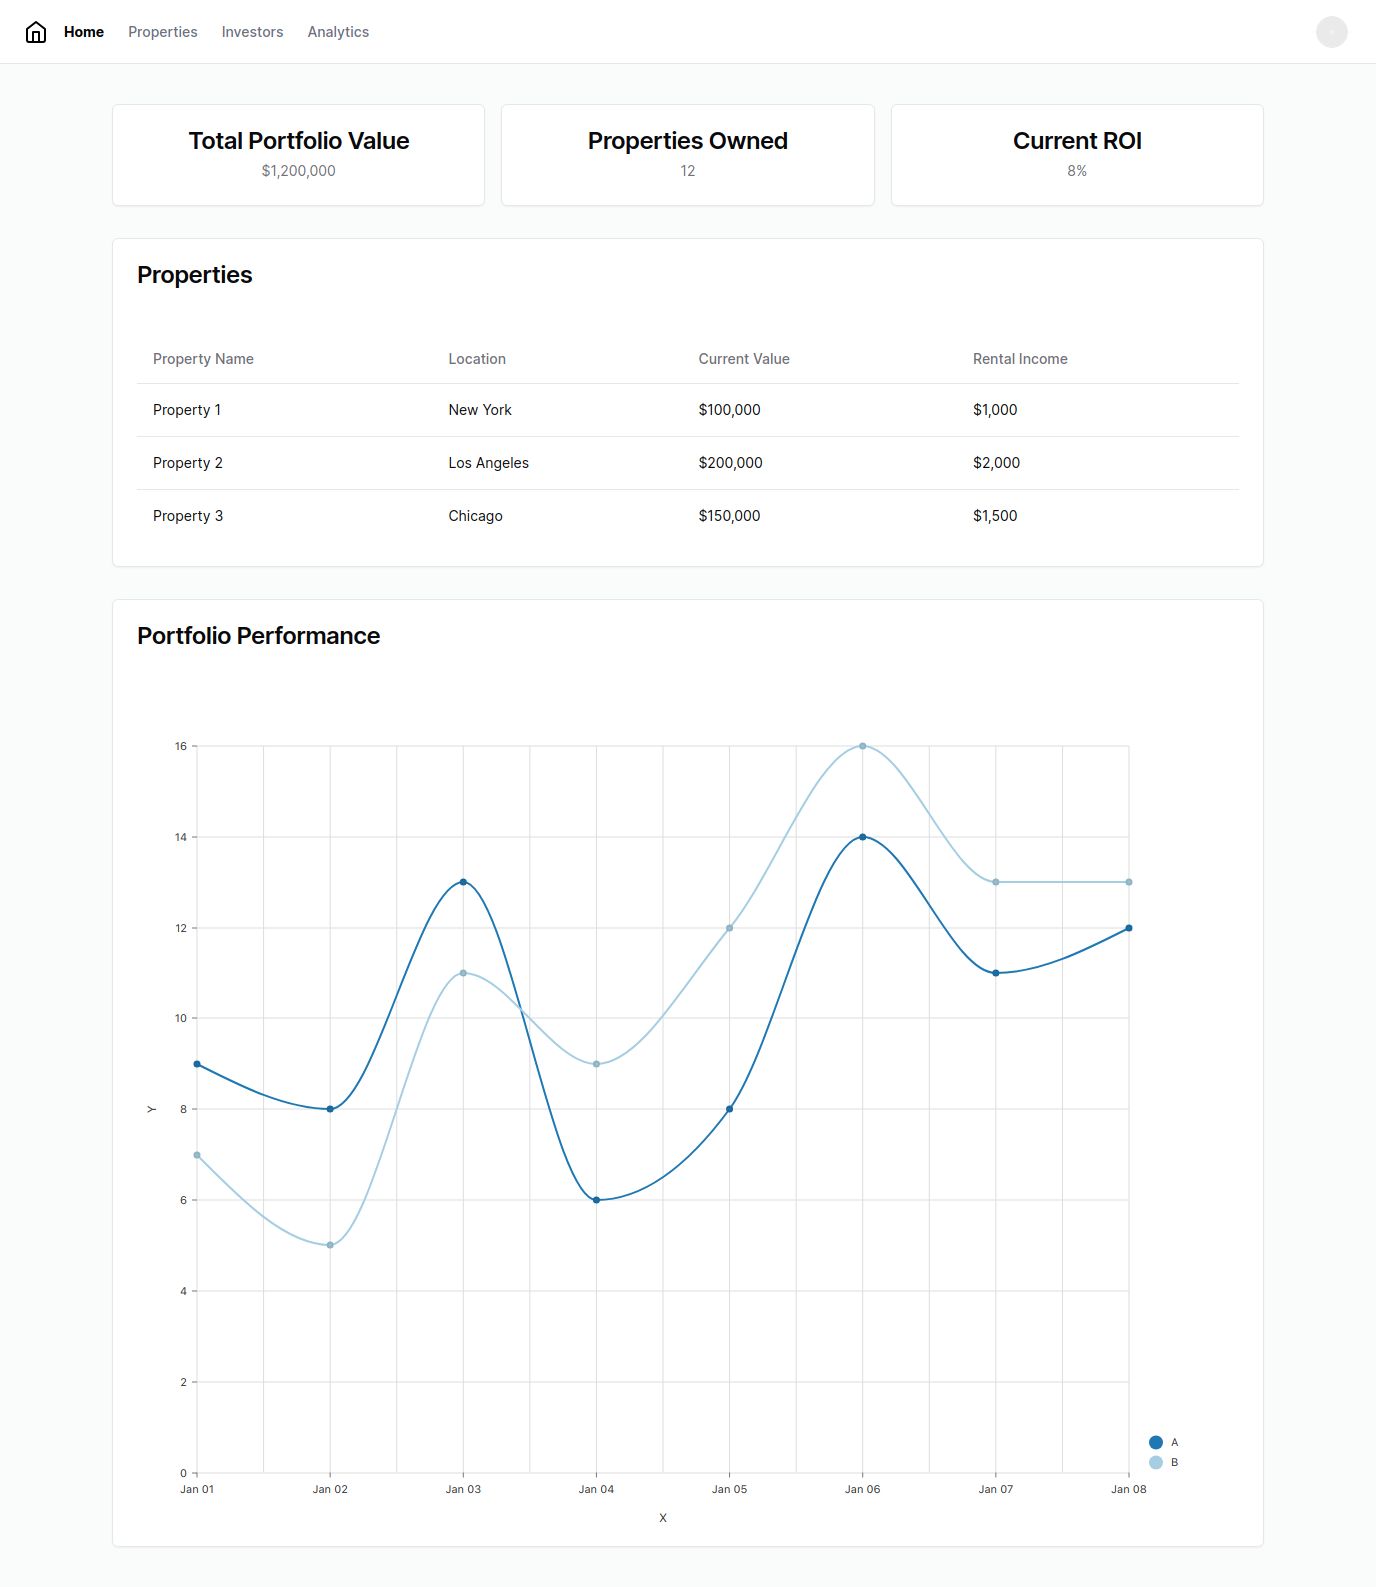 Home Properties Investors Analytics
Total Portfolio Value
$1,200,000
Properties Owned
12
Current ROI
8%
Properties
Property Name Location Current Value Rental Income
Property 1 New York $100,000 $1,000
Property 2 Los Angeles $200,000 $2,000
Property 3 Chicago $150,000 $1,500
Portfolio Performance
16
14
12
10
8
6
4
2
0
Y
Jan 01 Jan 02 Jan 03 Jan 04 Jan 05 Jan 06 Jan 07 Jan 08
X
A
B